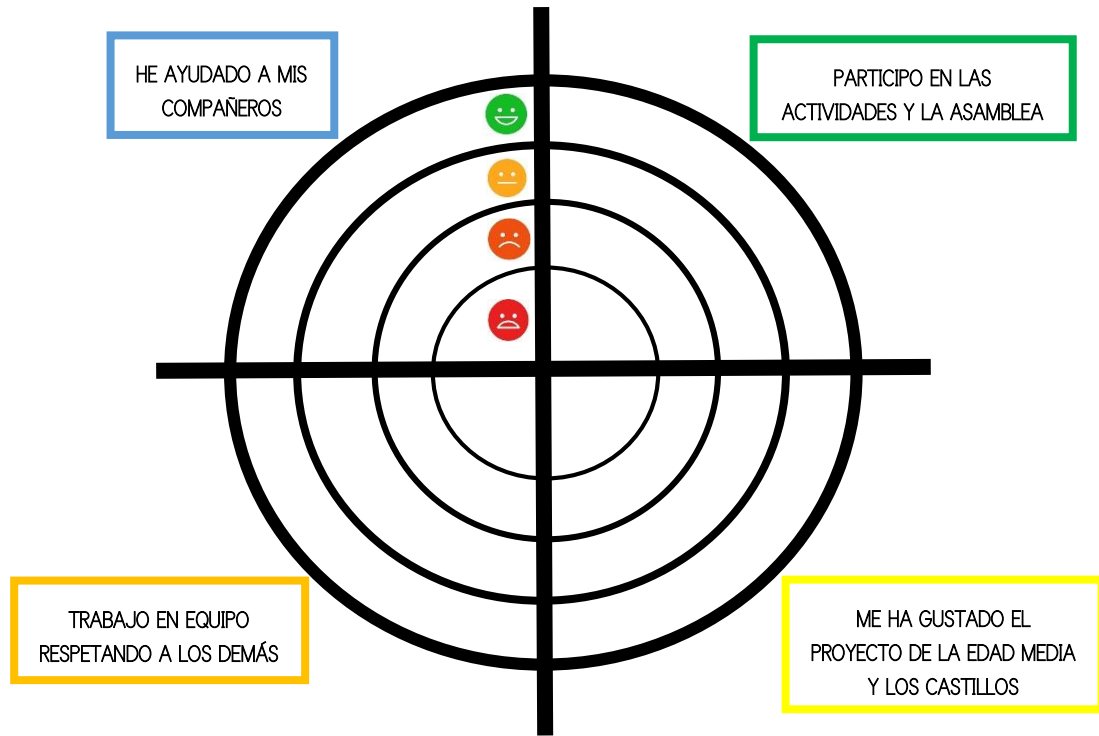 HE AYUDADO A MIS
COMPAÑEROS
PARTICIPO EN LAS
ACTIVIDADES Y LA ASAMBLEA
TRABAJO EN EQUIPO
RESPETANDO A LOS DEMÁS
ME HA GUSTADO EL
PROYECTO DE LA EDAD MEDIA
Y LOS CASTILLOS